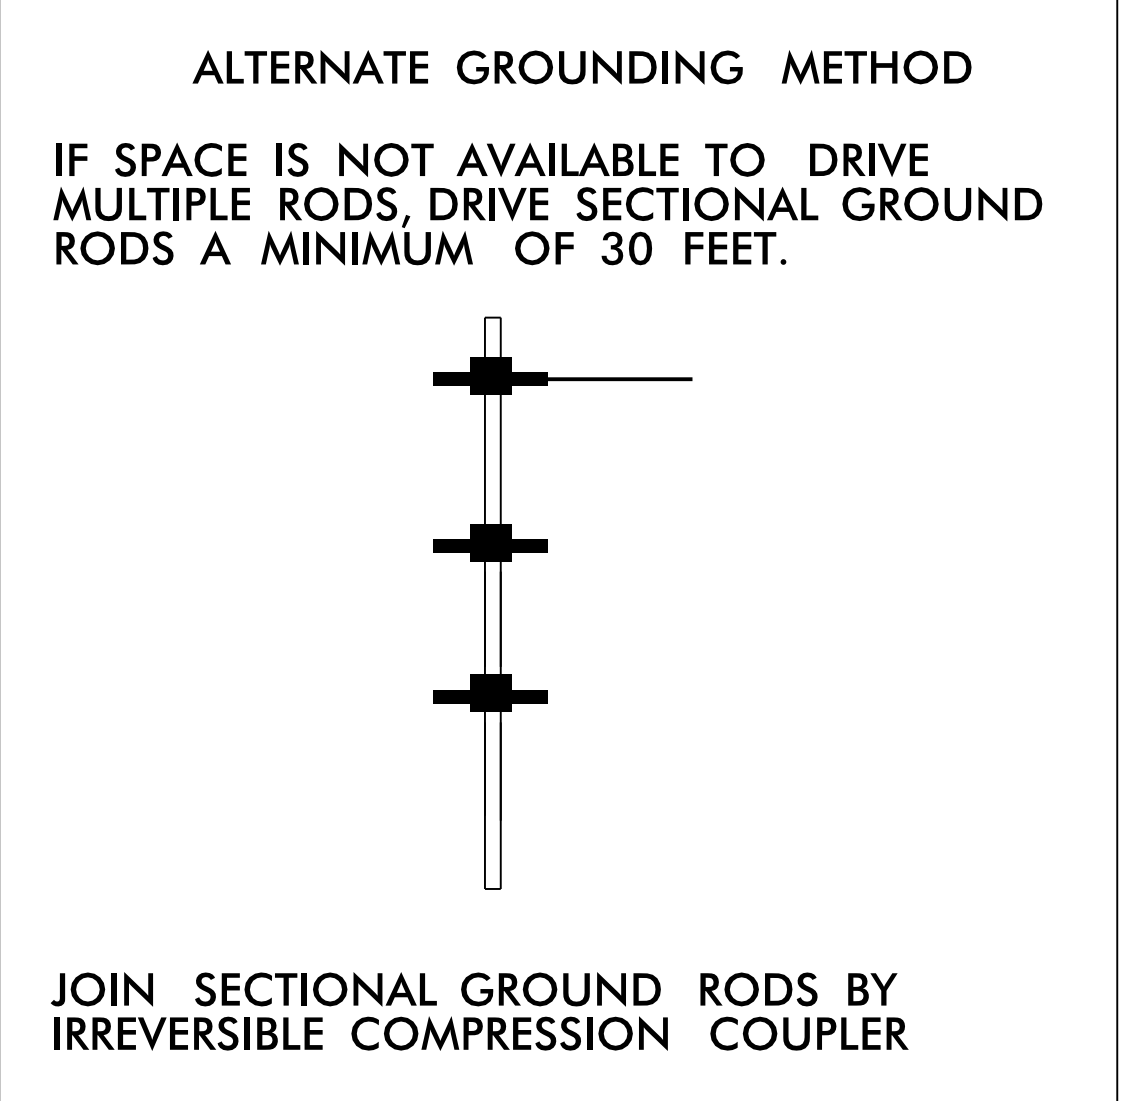 ALTERNATE GROUNDING METHOD
IF SPACE IS NOT AVAILABLE TO DRIVE
MULTIPLE RODS, DRIVE SECTIONAL GROUND
RODS A MINIMUM OF 30 FEET.
JOIN SECTIONAL GROUND RODS BY
IRREVERSIBLE COMPRESSION COUPLER